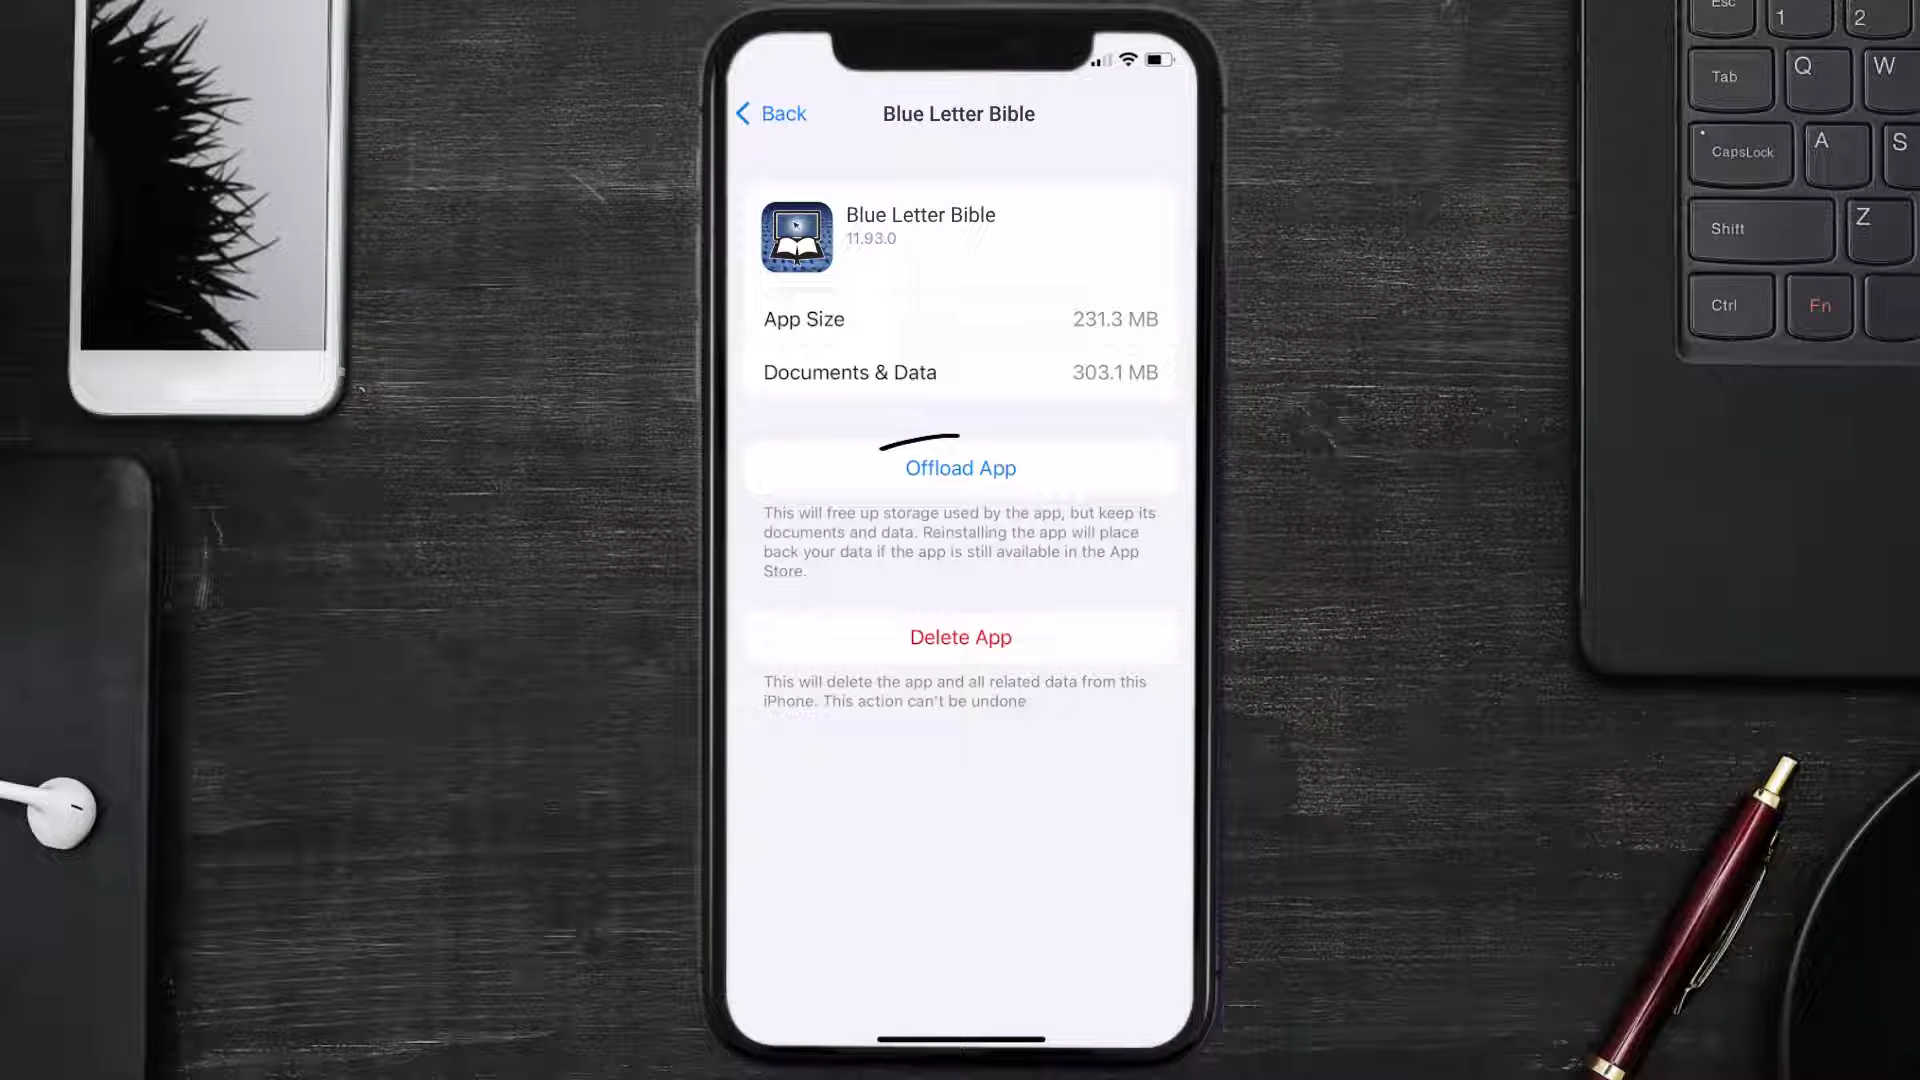 Back
Blue Letter Bible
Blue Letter Bible
11.93.0
App Size 231.3 MB
Documents & Data 303.1 MB
Offload App
This will free up storage used by the app, but keep its
documents and data. Reinstalling the app will place
back your data if the app is still available in the App
Store.
Delete App
This will delete the app and all related data from this
iPhone. This action can't be undone
Esc 1 2
Tab Q W
CapsLock A S
Shift Z
Ctrl Fn